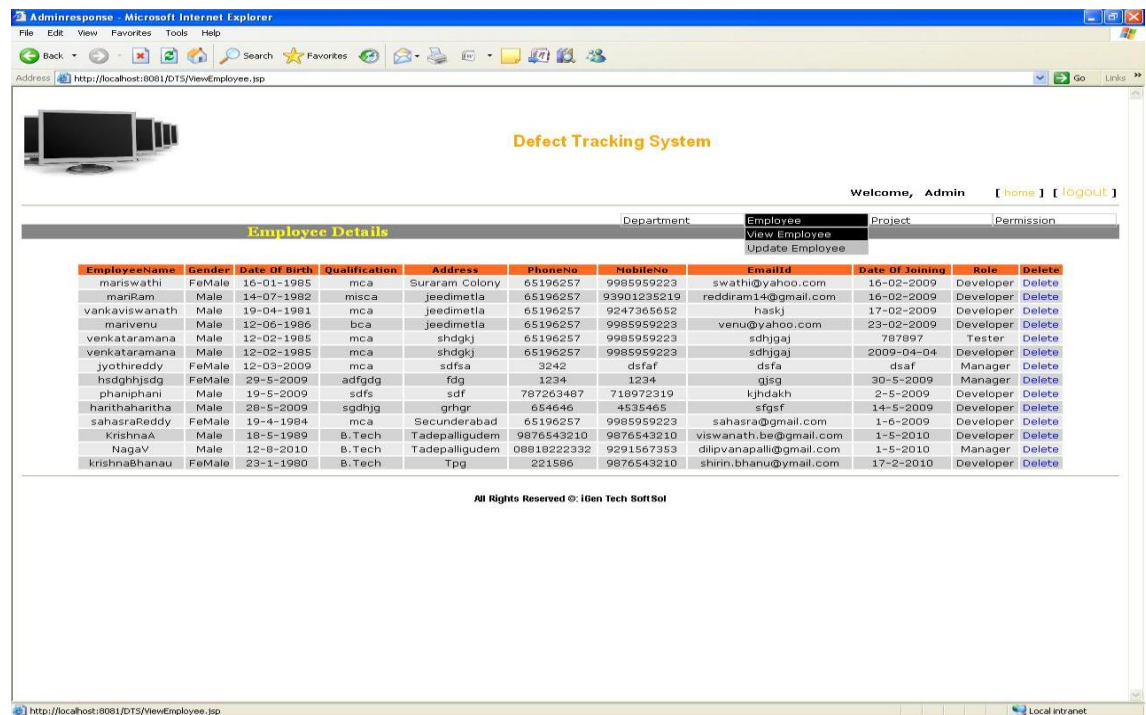 Adminresponse - Microsoft Internet Explorer
File Edit View Favorites Tools Help
Back Search Favorites
Address http://localhost:8081/DTS/ViewEmployee.jsp Go Links »
Defect Tracking System
Welcome, Admin [ home ] [ logout ]
Department Employee Project Permission
Employee Details View Employee
Update Employee
EmployeeName Gender Date Of Birth Qualification Address PhoneNo MobileNo EmailId Date Of Joining Role Delete
mariswathi FeMale 16-01-1985 mca Suraram Colony 65196257 9985959223 swathi@yahoo.com 16-02-2009 Developer Delete
mariRam Male 14-07-1982 misca jeedimetla 65196257 93901235219 reddiram14@gmail.com 16-02-2009 Developer Delete
vankaviswanath Male 19-04-1981 mca jeedimetla 65196257 9247365652 haskj 17-02-2009 Developer Delete
marivenu Male 12-06-1986 bca jeedimetla 65196257 9985959223 venu@yahoo.com 23-02-2009 Developer Delete
venkataramana Male 12-02-1985 mca shdgkj 65196257 9985959223 sdhjgaj 787897 Tester Delete
venkataramana Male 12-02-1985 mca shdgkj 65196257 9985959223 sdhjgaj 2009-04-04 Developer Delete
jyothireddy FeMale 12-03-2009 mca sdfsa 3242 dsfaf dsfa dsaf Manager Delete
hsdghhjsdg FeMale 29-5-2009 adfgdg fdg 1234 1234 gjsg 30-5-2009 Manager Delete
phaniphani Male 19-5-2009 sdfs sdf 787263487 718972319 kjhdakh 2-5-2009 Manager Delete
harithaharitha Male 28-5-2009 sgdhjg grhgr 654646 4535465 sfgsf 14-5-2009 Manager Delete
sahasraReddy FeMale 19-4-1984 mca Secunderabad 65196257 9985959223 sahasra@gmail.com 1-6-2009 Developer Delete
KrishnaA Male 18-5-1989 B.Tech Tadepalligudem 9876543210 9876543210 viswanath.be@gmail.com 1-5-2010 Developer Delete
NagaV Male 12-8-2010 B.Tech Tadepalligudem 08818222332 9291567353 dilipvanapalli@gmail.com 1-5-2010 Manager Delete
krishnaBhanau FeMale 23-1-1980 B.Tech Tpg 221586 9876543210 shirin.bhanu@ymail.com 17-2-2010 Developer Delete
All Rights Reserved ©: iGen Tech SoftSol
http://localhost:8081/DTS/ViewEmployee.jsp Local intranet